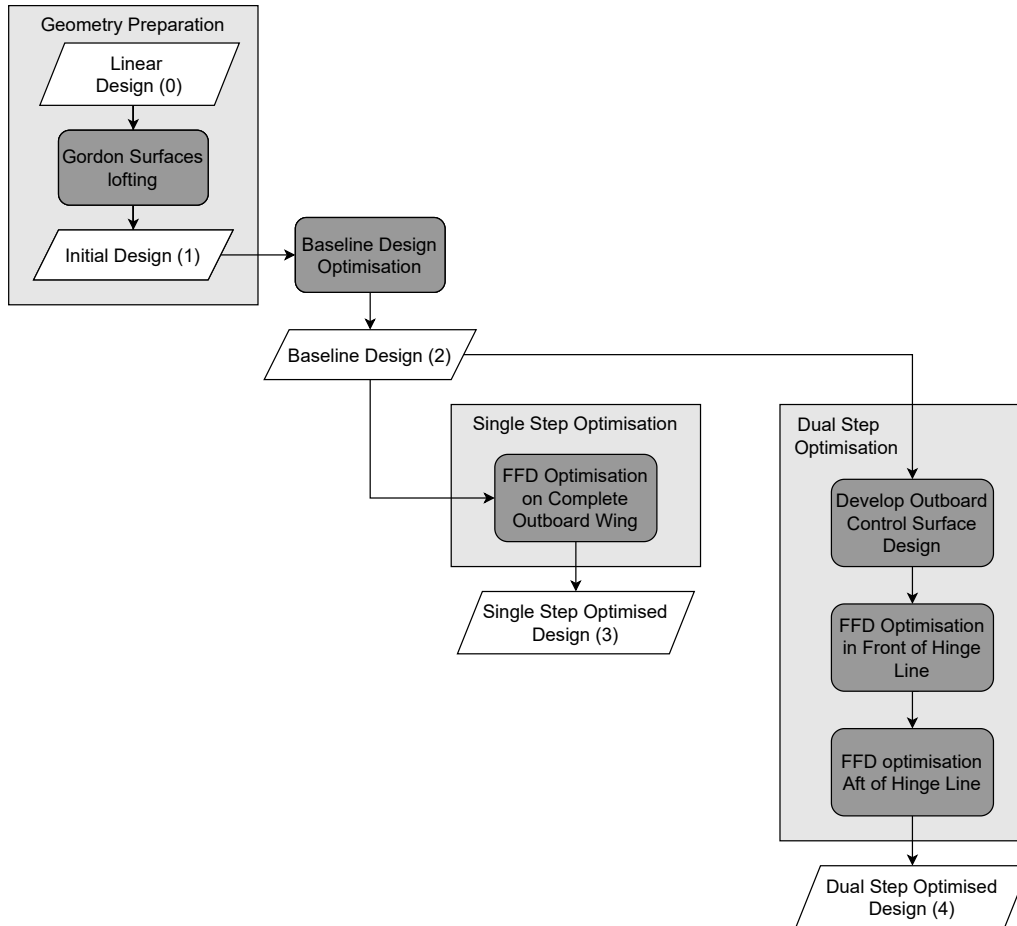 Geometry Preparation
Linear
Design (0)
Gordon Surfaces
lofting
Initial Design (1)
Baseline Design
Optimisation
Baseline Design (2)
Single Step Optimisation
FFD Optimisation
on Complete
Outboard Wing
Single Step Optimised
Design (3)
Dual Step
Optimisation
Develop Outboard
Control Surface
Design
FFD Optimisation
in Front of Hinge
Line
FFD optimisation
Aft of Hinge Line
Dual Step Optimised
Design (4)